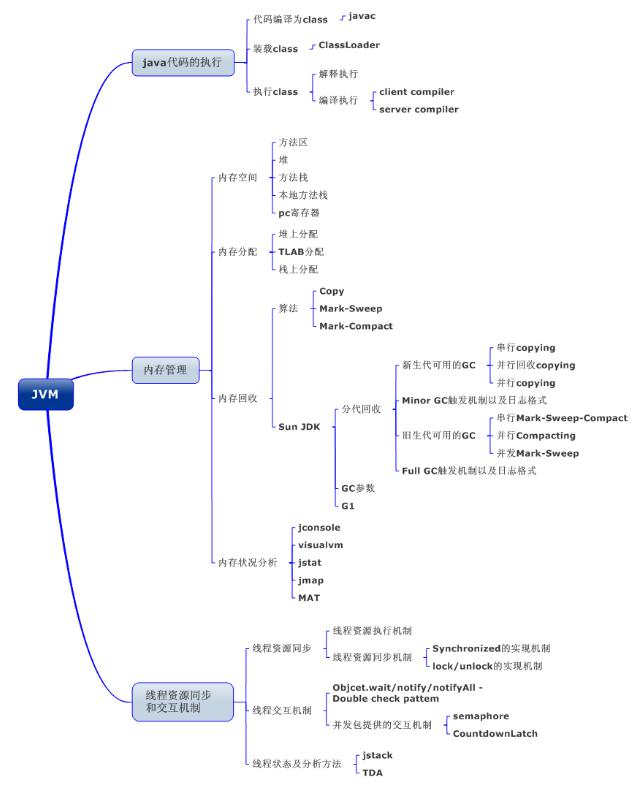 JVM
java代码的执行
代码编译为class
javac
装载class
ClassLoader
执行class
解释执行
编译执行
client compiler
server compiler
内存管理
内存空间
方法区
堆
方法栈
本地方法栈
pc寄存器
内存分配
堆上分配
TLAB分配
栈上分配
内存回收
算法
Copy
Mark-Sweep
Mark-Compact
Sun JDK
分代回收
新生代可用的GC
串行copying
并行回收copying
并行copying
Minor GC触发机制以及日志格式
旧生代可用的GC
串行Mark-Sweep-Compact
并行Compacting
并发Mark-Sweep
Full GC触发机制以及日志格式
GC参数
G1
内存状况分析
jconsole
visualvm
jstat
jmap
MAT
线程资源同步
和交互机制
线程资源同步
线程资源执行机制
线程资源同步机制
Synchronized的实现机制
lock/unlock的实现机制
线程交互机制
Objcet.wait/notify/notifyAll -
Double check pattem
并发包提供的交互机制
semaphore
CountdownLatch
线程状态及分析方法
jstack
TDA